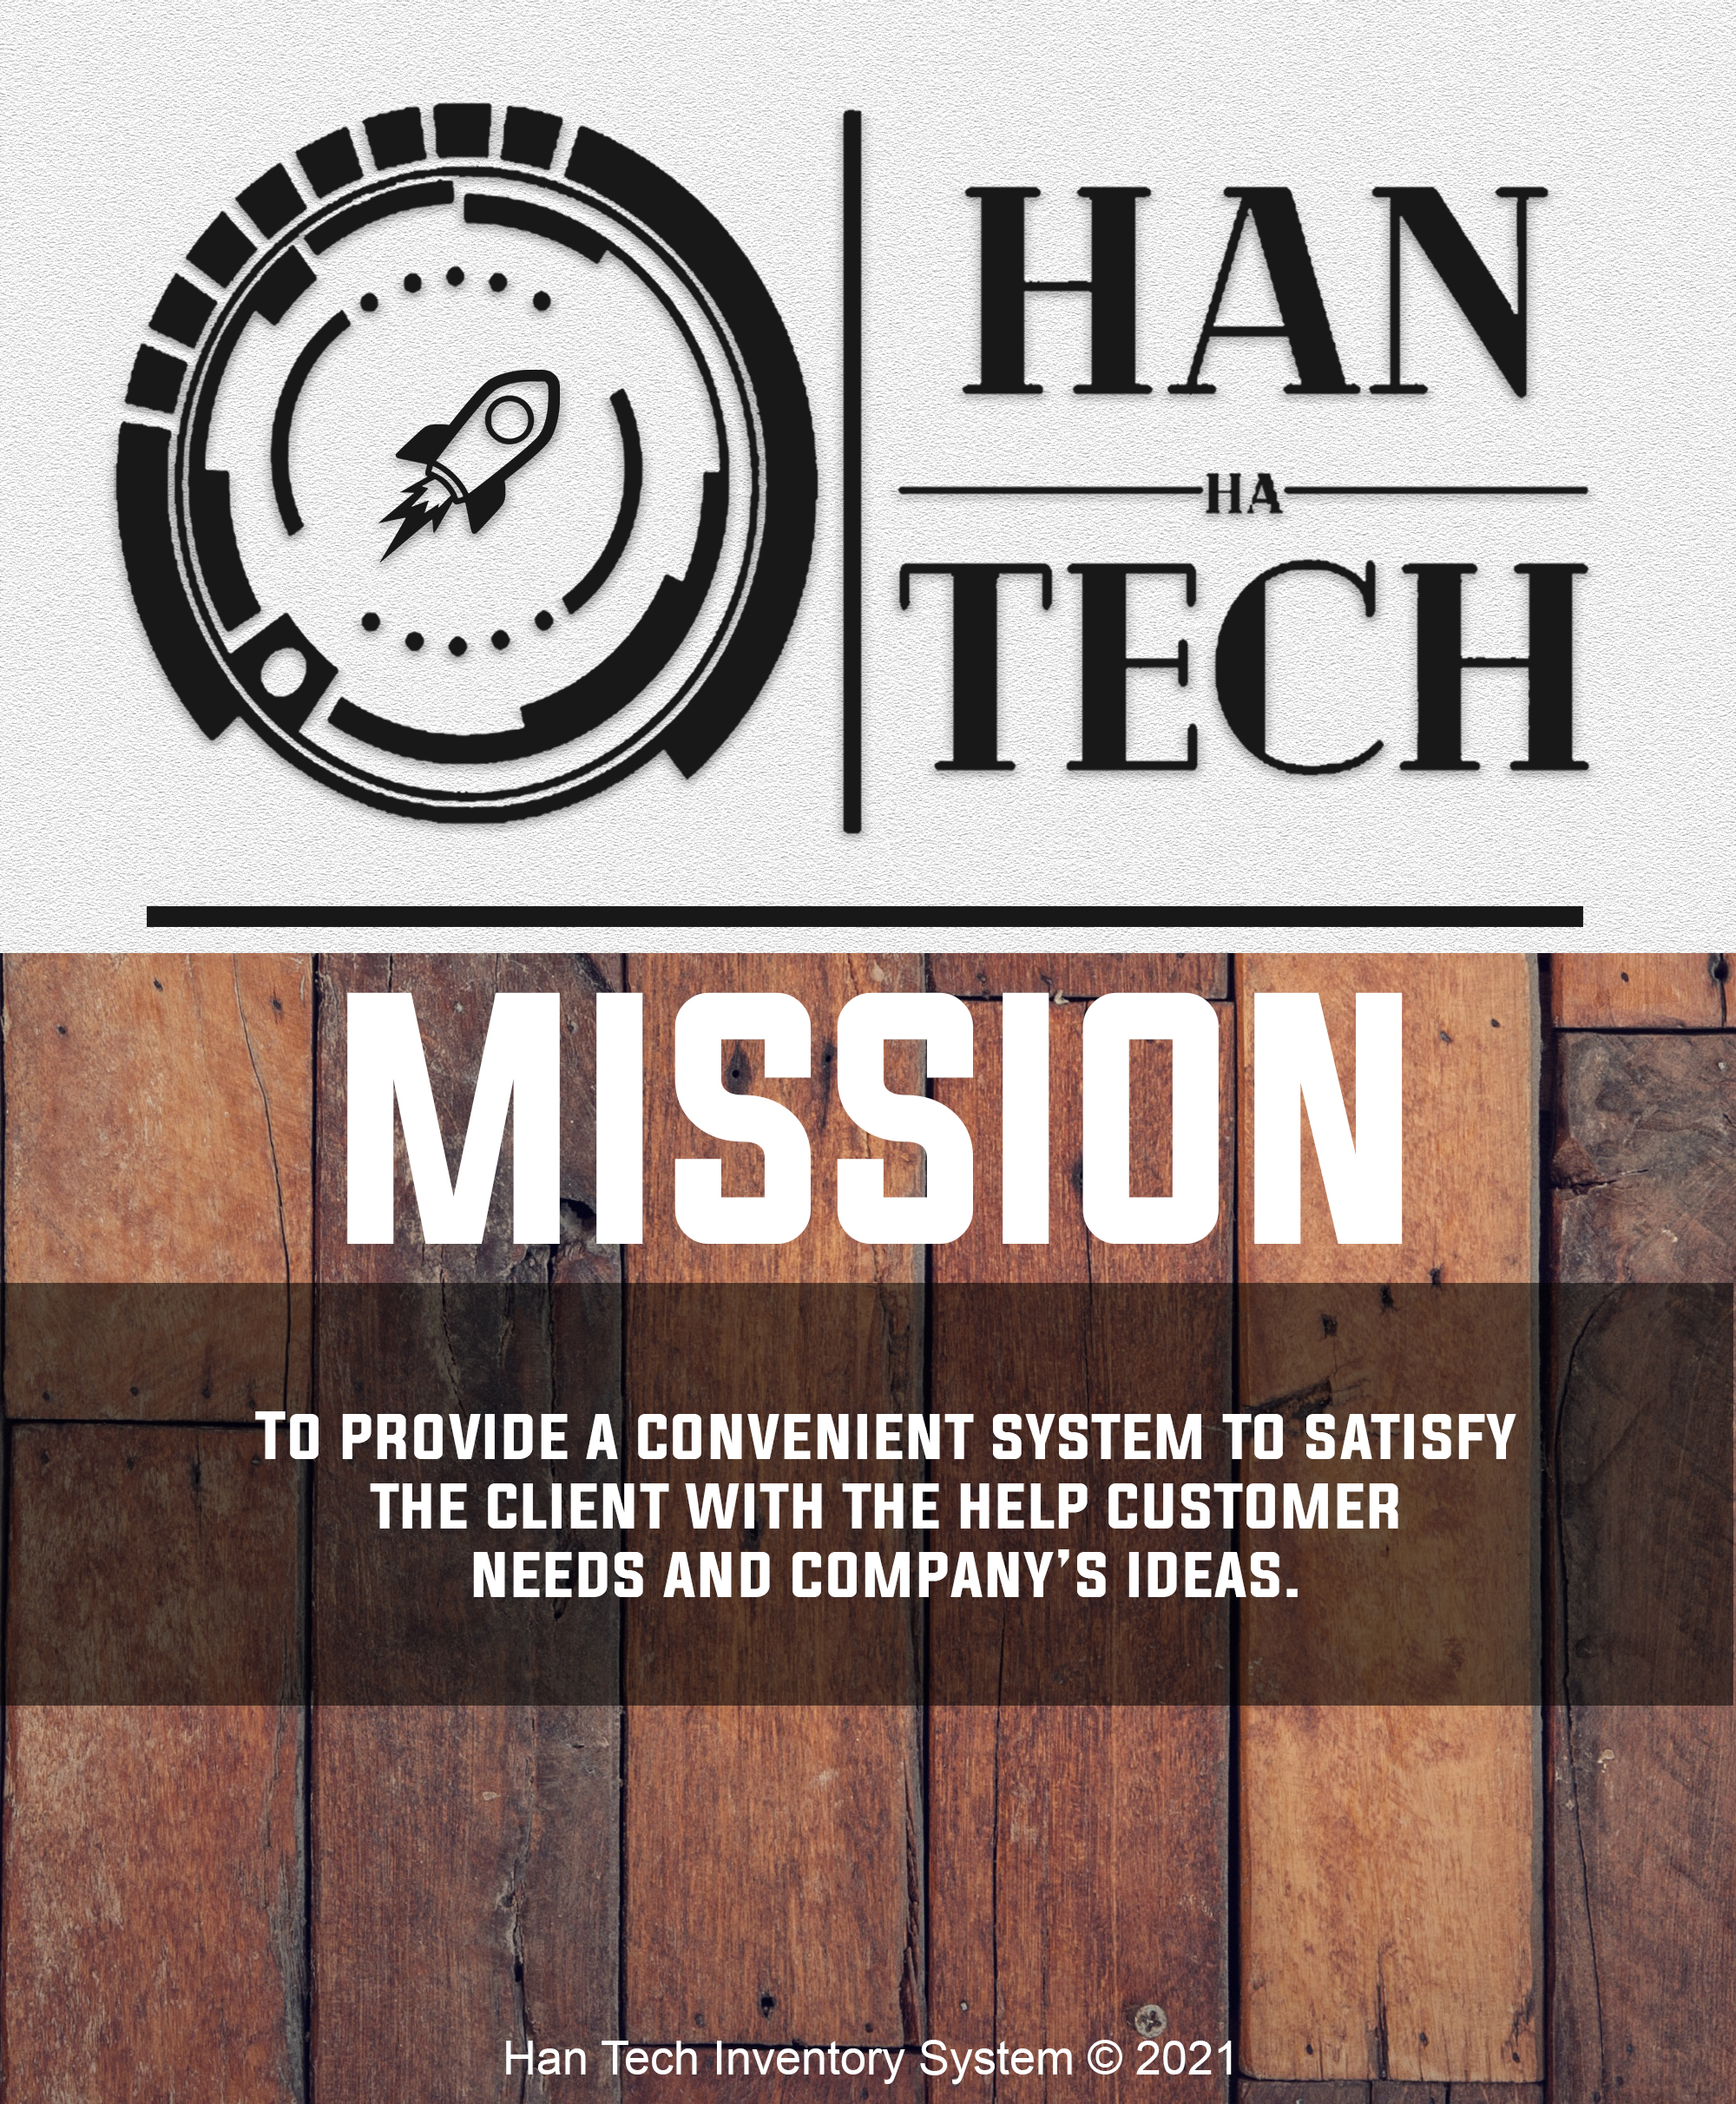 HAN
HA
TECH
MISSION
To provide a convenient system to satisfy
the client with the help customer
needs and company's ideas.
Han Tech Inventory System © 2021